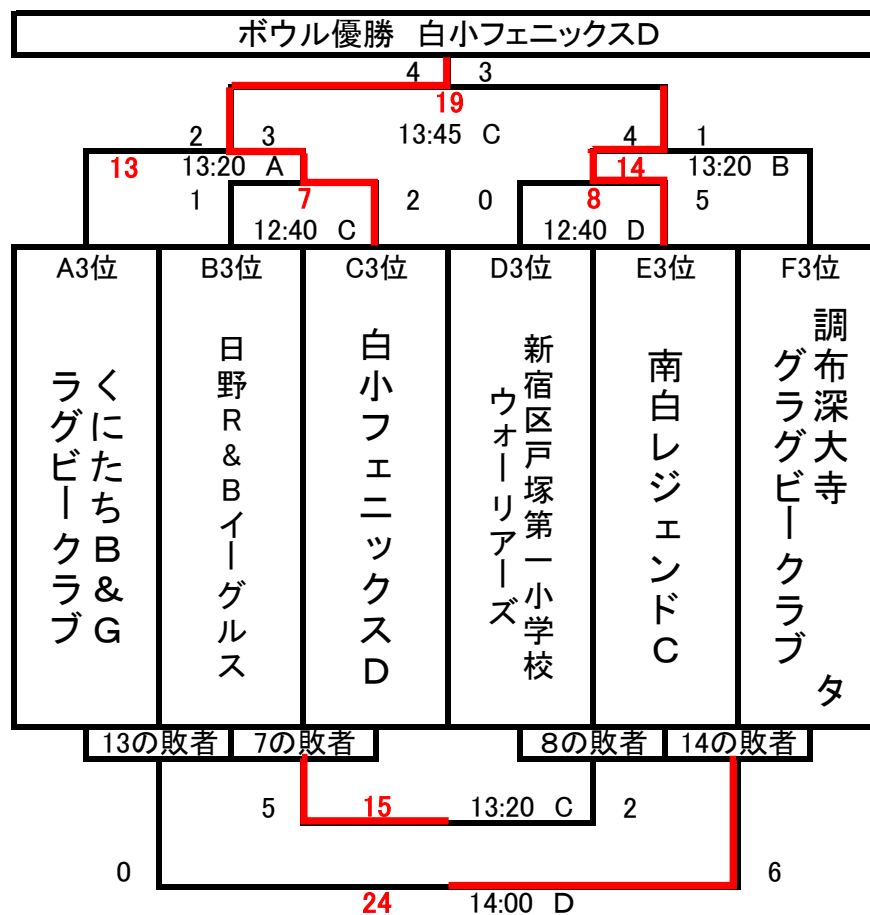 ボウル優勝 白小フェニックスD
4 3
19
13:45 C
2 3 4 1
13 13:20 A 14 13:20 B
1 7 2 0 8 5
12:40 C 12:40 D
A3位 B3位 C3位 D3位 E3位 F3位
くにたちB&G
ラグビークラブ
日野R&Bイーグルス
白小フェニックスD
新宿区戸塚第一小学校
ウォーリアーズ
南白レジェンドC
調布深大寺 タ
グラグビークラブ
13の敗者 7の敗者 8の敗者 14の敗者
5 15 13:20 C 2
0 6
24 14:00 D